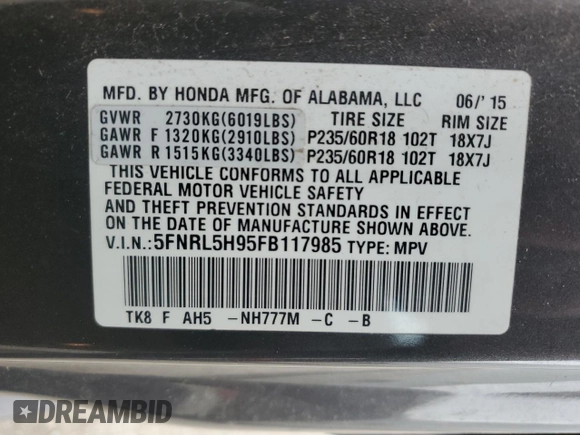 MFD. BY HONDA MFG. OF ALABAMA, LLC 06/'15
GVWR 2730KG(6019LBS) TIRE SIZE RIM SIZE
GAWR F 1320KG(2910LBS) P235/60R18 102T 18X7J
GAWR R 1515KG(3340LBS) P235/60R18 102T 18X7J
THIS VEHICLE CONFORMS TO ALL APPLICABLE
FEDERAL MOTOR VEHICLE SAFETY
AND THEFT PREVENTION STANDARDS IN EFFECT
ON THE DATE OF MANUFACTURE SHOWN ABOVE.
V.I.N.:5FNRL5H95FB117985 TYPE: MPV
TK8 F AH5 -NH777M -C -B
DREAMBID